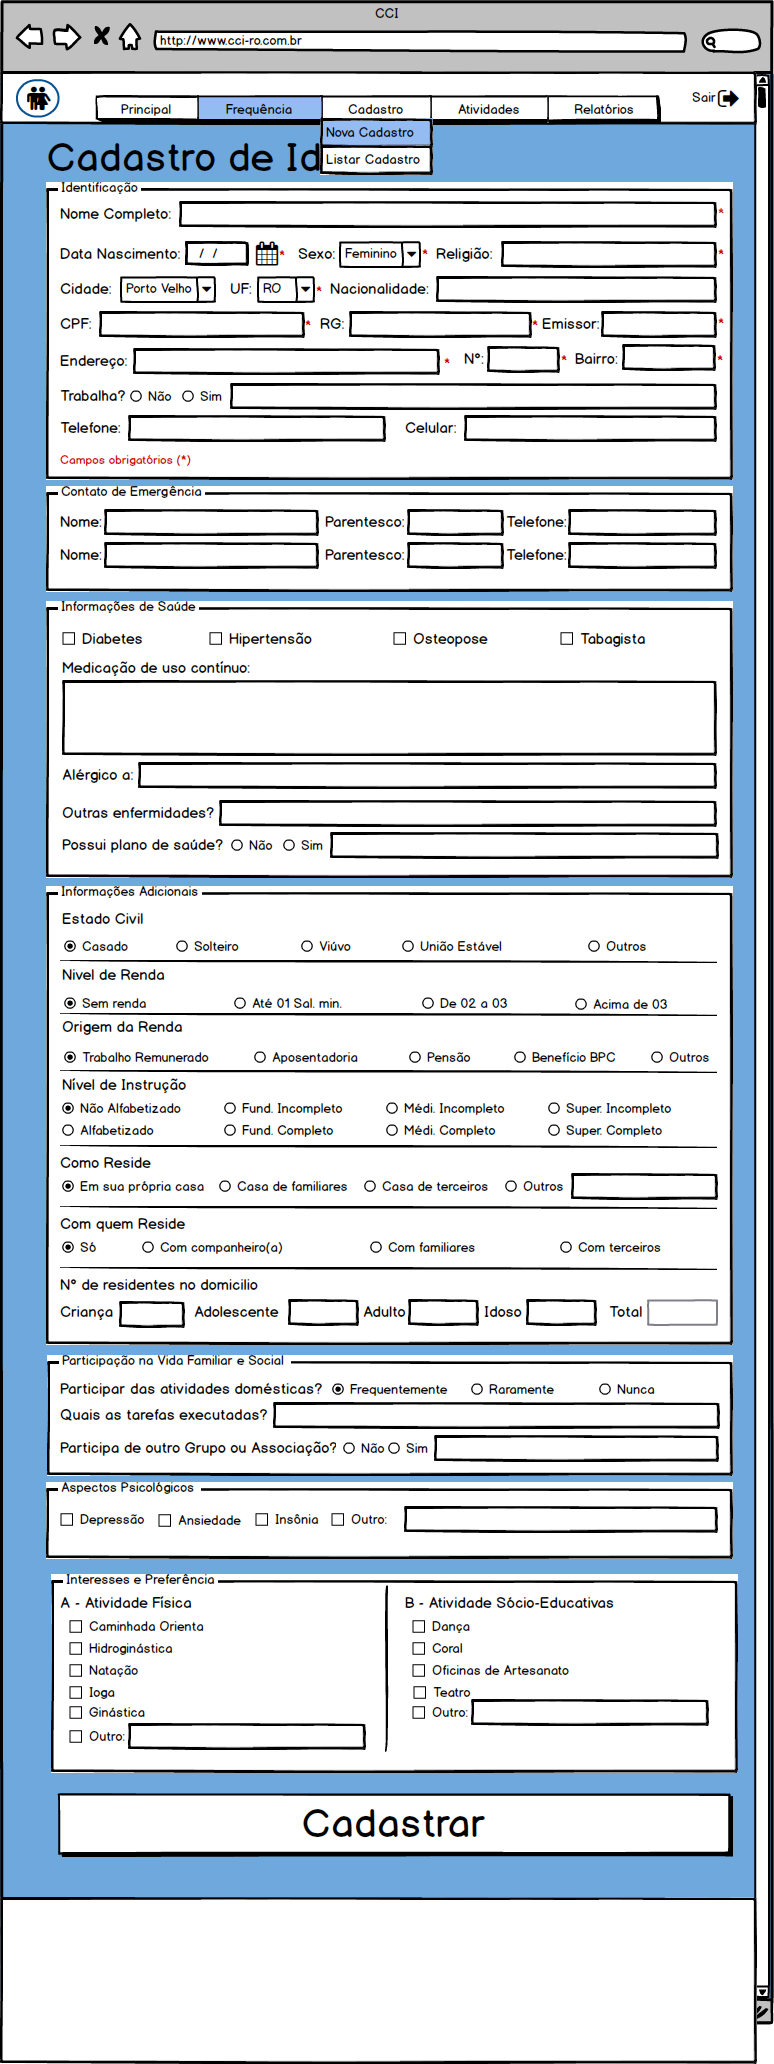 CCI
http://www.cci-ro.com.br
Principal Frequência Cadastro Atividades Relatórios Sair
Nova Cadastro
Listar Cadastro
Cadastro de Id
Identificação
Nome Completo: *
Data Nascimento: / / * Sexo: Feminino * Religião: *
Cidade: Porto Velho UF: RO * Nacionalidade:
CPF: * RG: * Emissor: *
Endereço: * Nº: * Bairro: *
Trabalha? Não Sim
Telefone: Celular:
Campos obrigatórios (*)
Contato de Emergência
Nome: Parentesco: Telefone:
Nome: Parentesco: Telefone:
Informações de Saúde
Diabetes Hipertensão Osteopose Tabagista
Medicação de uso contínuo:
Alérgico a:
Outras enfermidades?
Possui plano de saúde? Não Sim
Informações Adicionais
Estado Civil
Casado Solteiro Viúvo União Estável Outros
Nivel de Renda
Sem renda Até 01 Sal. min. De 02 a 03 Acima de 03
Origem da Renda
Trabalho Remunerado Aposentadoria Pensão Benefício BPC Outros
Nível de Instrução
Não Alfabetizado Fund. Incompleto Médi. Incompleto Super. Incompleto
Alfabetizado Fund. Completo Médi. Completo Super. Completo
Como Reside
Em sua própria casa Casa de familiares Casa de terceiros Outros
Com quem Reside
Só Com companheiro(a) Com familiares Com terceiros
Nº de residentes no domicilio
Criança Adolescente Adulto Idoso Total
Participação na Vida Familiar e Social
Participar das atividades domésticas? Frequentemente Raramente Nunca
Quais as tarefas executadas?
Participa de outro Grupo ou Associação? Não Sim
Aspectos Psicológicos
Depressão Ansiedade Insônia Outro:
Interesses e Preferência
A - Atividade Física
Caminhada Orienta
Hidroginástica
Natação
Ioga
Ginástica
Outro:
B - Atividade Sócio-Educativas
Dança
Coral
Oficinas de Artesanato
Teatro
Outro:
Cadastrar